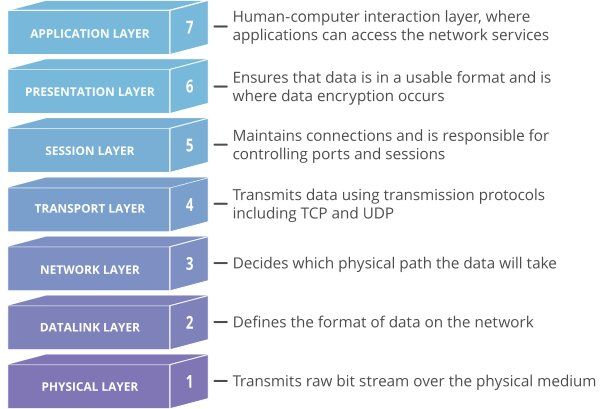 APPLICATION LAYER 7 Human-computer interaction layer, where
applications can access the network services
PRESENTATION LAYER 6 Ensures that data is in a usable format and is
where data encryption occurs
SESSION LAYER 5 Maintains connections and is responsible for
controlling ports and sessions
TRANSPORT LAYER 4 Transmits data using transmission protocols
including TCP and UDP
NETWORK LAYER 3 Decides which physical path the data will take
DATALINK LAYER 2 Defines the format of data on the network
PHYSICAL LAYER 1 Transmits raw bit stream over the physical medium